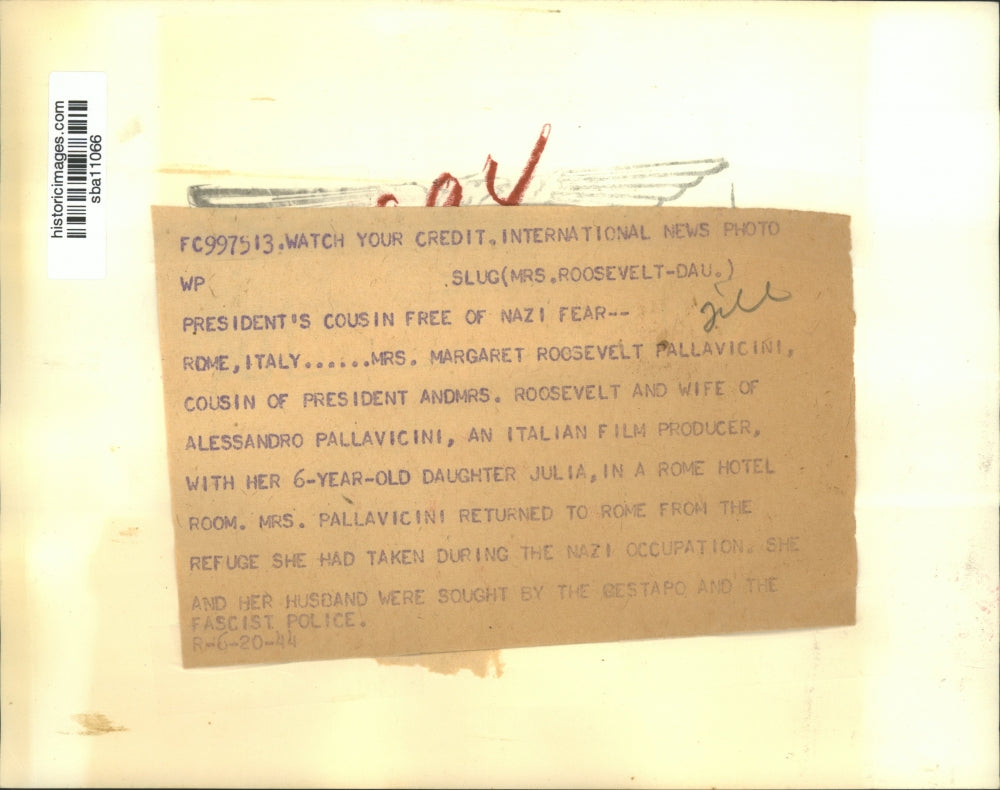 historicimages.com
sba11066
FC997513.WATCH YOUR CREDIT.INTERNATIONAL NEWS PHOTO
WP SLUG(MRS.ROOSEVELT-DAU.)
PRESIDENT'S COUSIN FREE OF NAZI FEAR--
ROME,ITALY......MRS. MARGARET ROOSEVELT PALLAVICINI,
COUSIN OF PRESIDENT ANDMRS. ROOSEVELT AND WIFE OF
ALESSANDRO PALLAVICINI, AN ITALIAN FILM PRODUCER,
WITH HER 6-YEAR-OLD DAUGHTER JULIA, IN A ROME HOTEL
ROOM. MRS. PALLAVICINI RETURNED TO ROME FROM THE
REFUGE SHE HAD TAKEN DURING THE NAZI OCCUPATION. SHE
AND HER HUSBAND WERE SOUGHT BY THE GESTAPO AND THE
FASCIST POLICE.
R-6-20-44